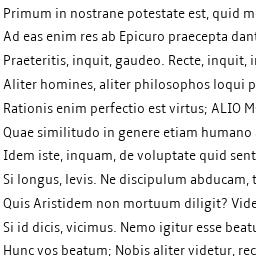 Primum in nostrane potestate est, quid m
Ad eas enim res ab Epicuro praecepta dant
Praeteritis, inquit, gaudeo. Recte, inquit, i
Aliter homines, aliter philosophos loqui p
Rationis enim perfectio est virtus; ALIO M
Quae similitudo in genere etiam humano
Idem iste, inquam, de voluptate quid sent
Si longus, levis. Ne discipulum abducam, t
Quis Aristidem non mortuum diligit? Vide
Si id dicis, vicimus. Nemo igitur esse beatu
Hunc vos beatum; Nobis aliter videtur, rec